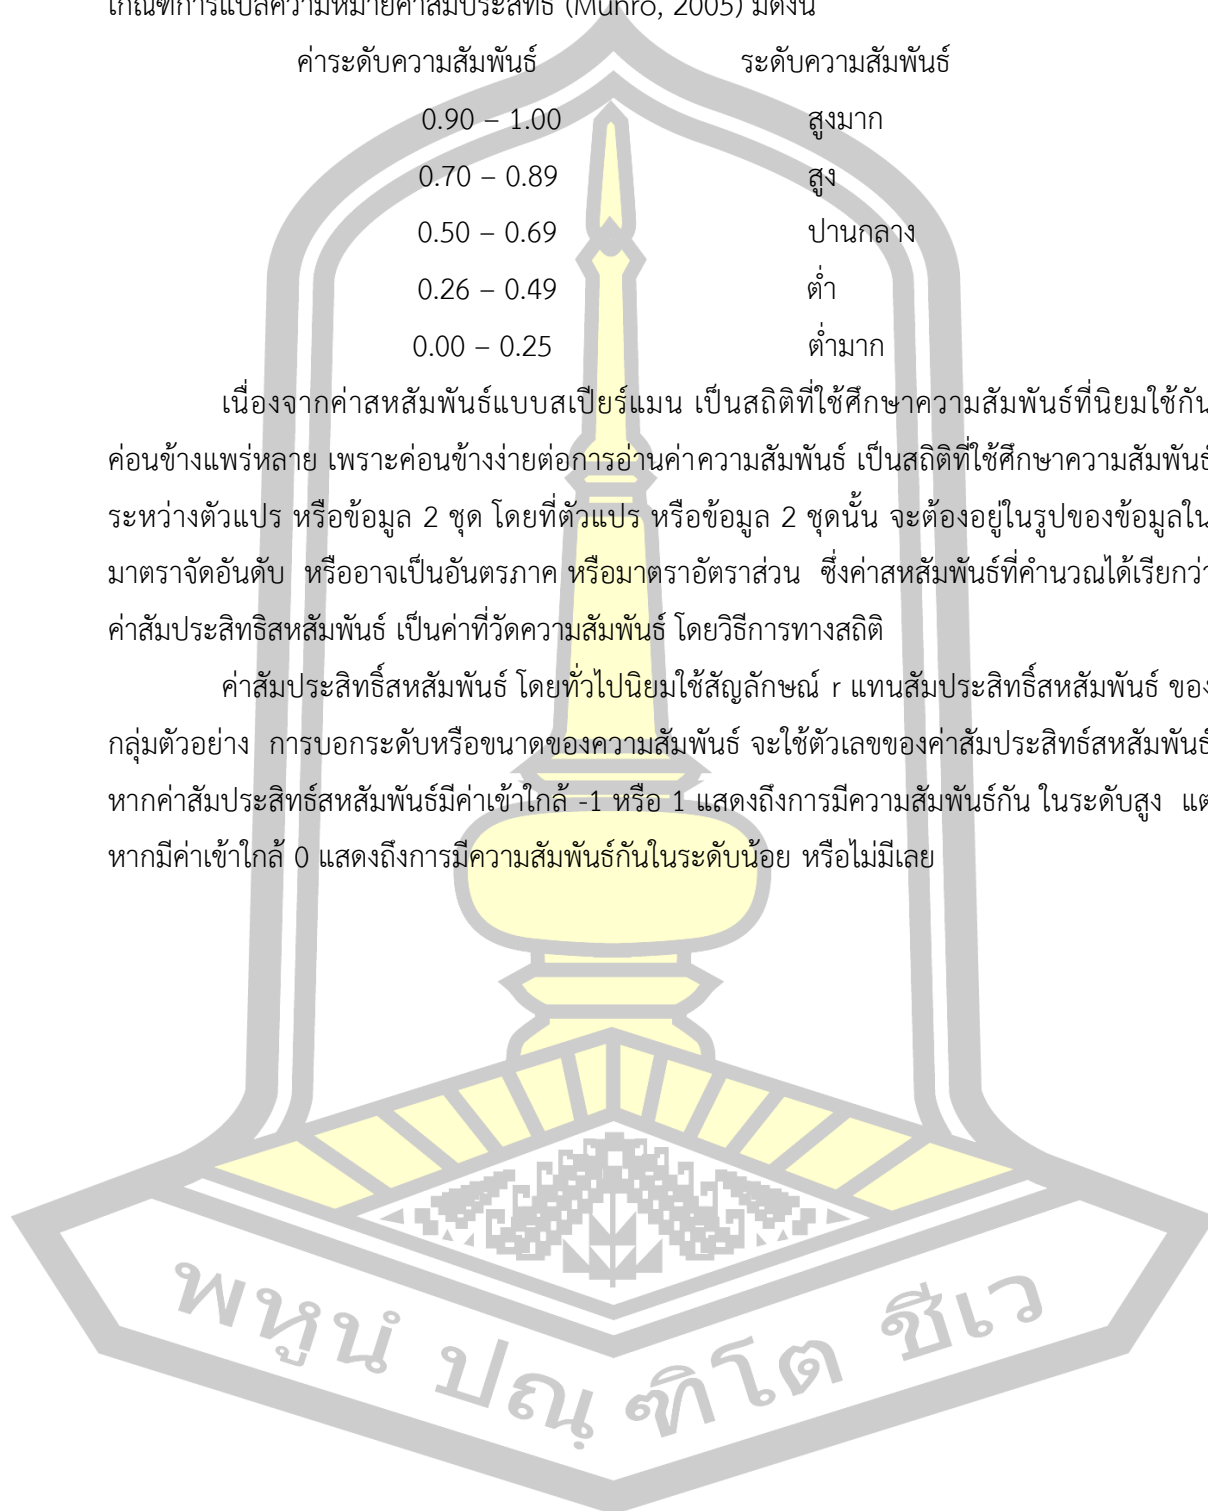 เกณฑ์การแปลความหมายค่าสัมประสิทธิ์ (Munro, 2005) มีดังนี้
ค่าระดับความสัมพันธ์ ระดับความสัมพันธ์
0.90 – 1.00 สูงมาก
0.70 – 0.89 สูง
0.50 – 0.69 ปานกลาง
0.26 – 0.49 ต่ำ
0.00 – 0.25 ต่ำมาก
เนื่องจากค่าสหสัมพันธ์แบบสเปียร์แมน เป็นสถิติที่ใช้ศึกษาความสัมพันธ์ที่นิยมใช้กัน
ค่อนข้างแพร่หลาย เพราะค่อนข้างง่ายต่อการอ่านค่าความสัมพันธ์ เป็นสถิติที่ใช้ศึกษาความสัมพันธ์
ระหว่างตัวแปร หรือข้อมูล 2 ชุด โดยที่ตัวแปร หรือข้อมูล 2 ชุดนั้น จะต้องอยู่ในรูปของข้อมูลใน
มาตราจัดอันดับ หรืออาจเป็นอันตรภาค หรือมาตราอัตราส่วน ซึ่งค่าสหสัมพันธ์ที่คำนวณได้เรียกว่า
ค่าสัมประสิทธิสหสัมพันธ์ เป็นค่าที่วัดความสัมพันธ์ โดยวิธีการทางสถิติ
ค่าสัมประสิทธิ์สหสัมพันธ์ โดยทั่วไปนิยมใช้สัญลักษณ์ r แทนสัมประสิทธิ์สหสัมพันธ์ ของ
กลุ่มตัวอย่าง การบอกระดับหรือขนาดของความสัมพันธ์ จะใช้ตัวเลขของค่าสัมประสิทธ์สหสัมพันธ์
หากค่าสัมประสิทธ์สหสัมพันธ์มีค่าเข้าใกล้ -1 หรือ 1 แสดงถึงการมีความสัมพันธ์กัน ในระดับสูง แต่
หากมีค่าเข้าใกล้ 0 แสดงถึงการมีความสัมพันธ์กันในระดับน้อย หรือไม่มีเลย
พหูนํ ปณฺฑิโต ชีเว